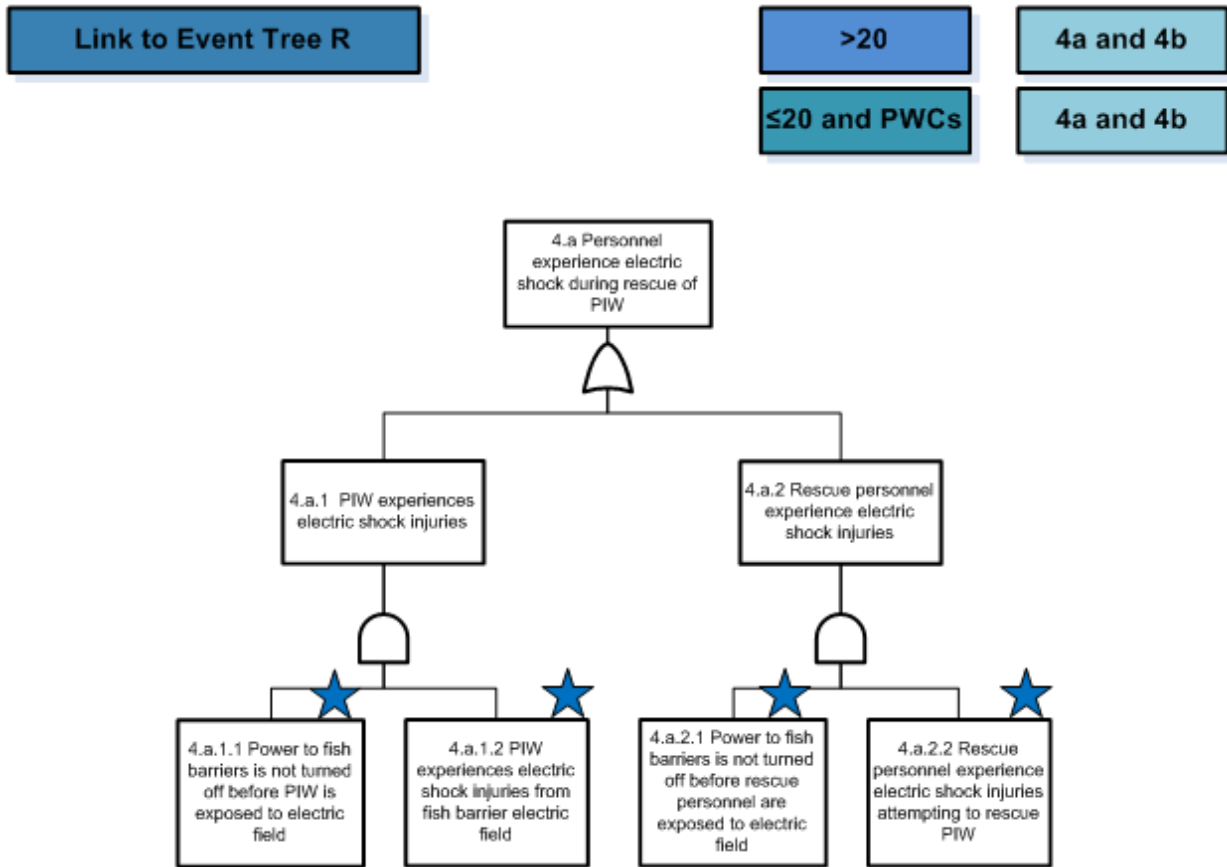 Link to Event Tree R
>20
4a and 4b
≤20 and PWCs
4a and 4b
4.a Personnel
experience electric
shock during rescue of
PIW
4.a.1 PIW experiences
electric shock injuries
4.a.2 Rescue personnel
experience electric
shock injuries
4.a.1.1 Power to fish
barriers is not turned
off before PIW is
exposed to electric
field
4.a.1.2 PIW
experiences electric
shock injuries from
fish barrier electric
field
4.a.2.1 Power to fish
barriers is not turned
off before rescue
personnel are
exposed to electric
field
4.a.2.2 Rescue
personnel experience
electric shock injuries
attempting to rescue
PIW